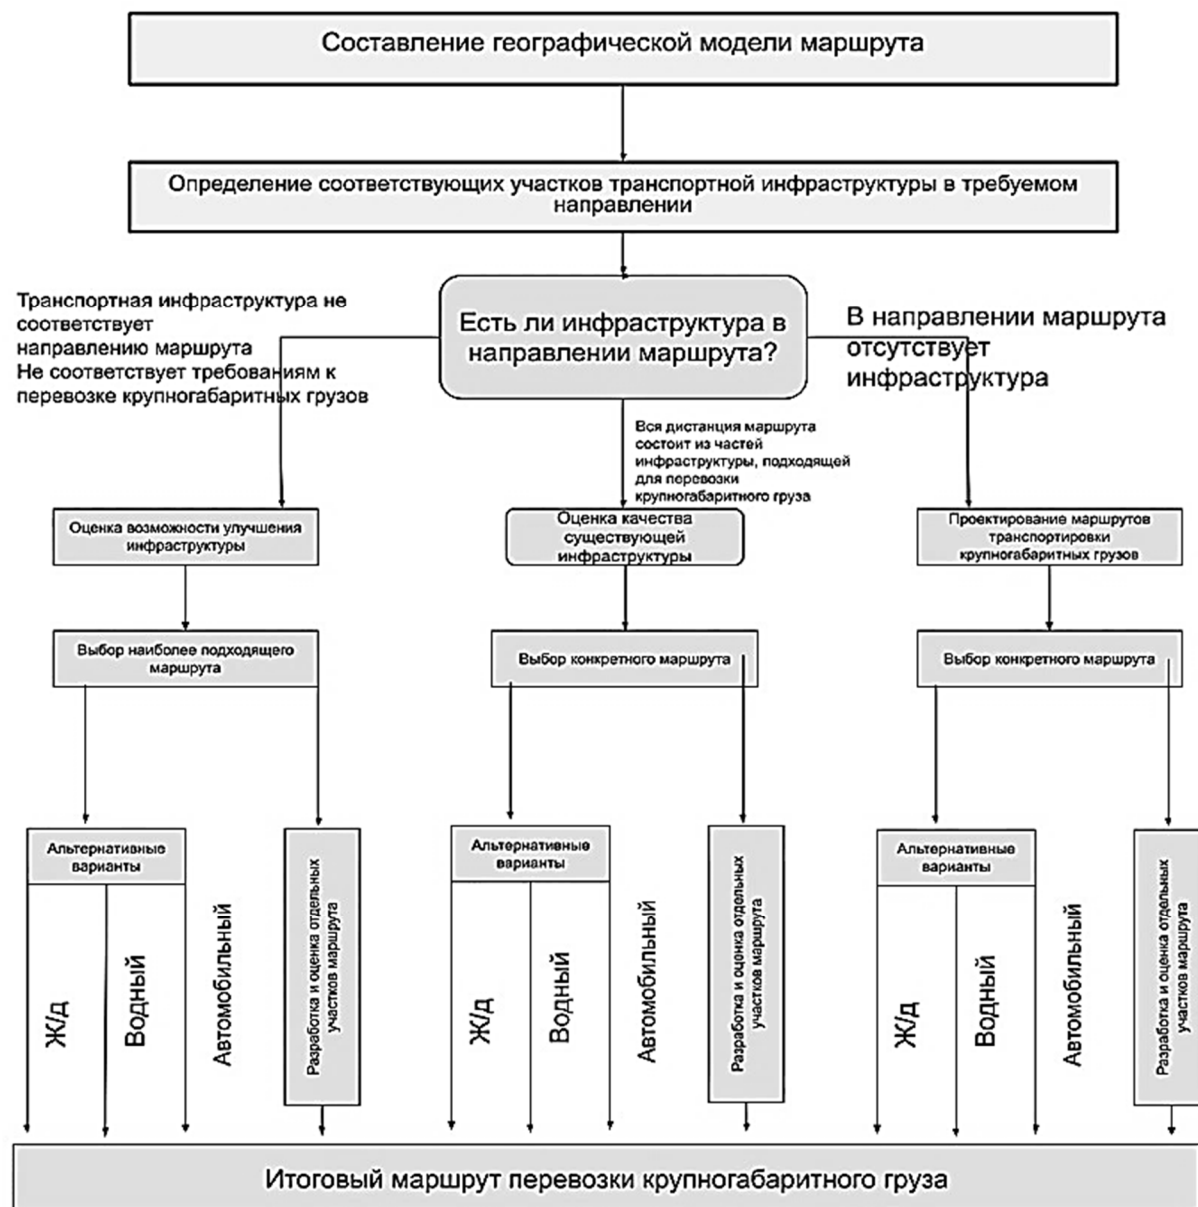 Составление географической модели маршрута
Определение соответствующих участков транспортной инфраструктуры в требуемом
направлении
Есть ли инфраструктура в
направлении маршрута?
Транспортная инфраструктура не
соответствует
направлению маршрута
Не соответствует требованиям к
перевозке крупногабаритных грузов
В направлении маршрута
отсутствует
инфраструктура
Вся дистанция маршрута
состоит из частей
инфраструктуры, подходящей
для перевозки
крупногабаритного груза
Оценка возможности улучшения
инфраструктуры
Оценка качества
существующей
инфраструктуры
Проектирование маршрутов
транспортировки
крупногабаритных грузов
Выбор наиболее подходящего
маршрута
Выбор конкретного маршрута
Выбор конкретного маршрута
Альтернативные
варианты
Ж/д
Водный
Автомобильный
Разработка и оценка отдельных
участков маршрута
Альтернативные
варианты
Ж/д
Водный
Автомобильный
Разработка и оценка отдельных
участков маршрута
Альтернативные
варианты
Ж/д
Водный
Автомобильный
Разработка и оценка отдельных
участков маршрута
Итоговый маршрут перевозки крупногабаритного груза